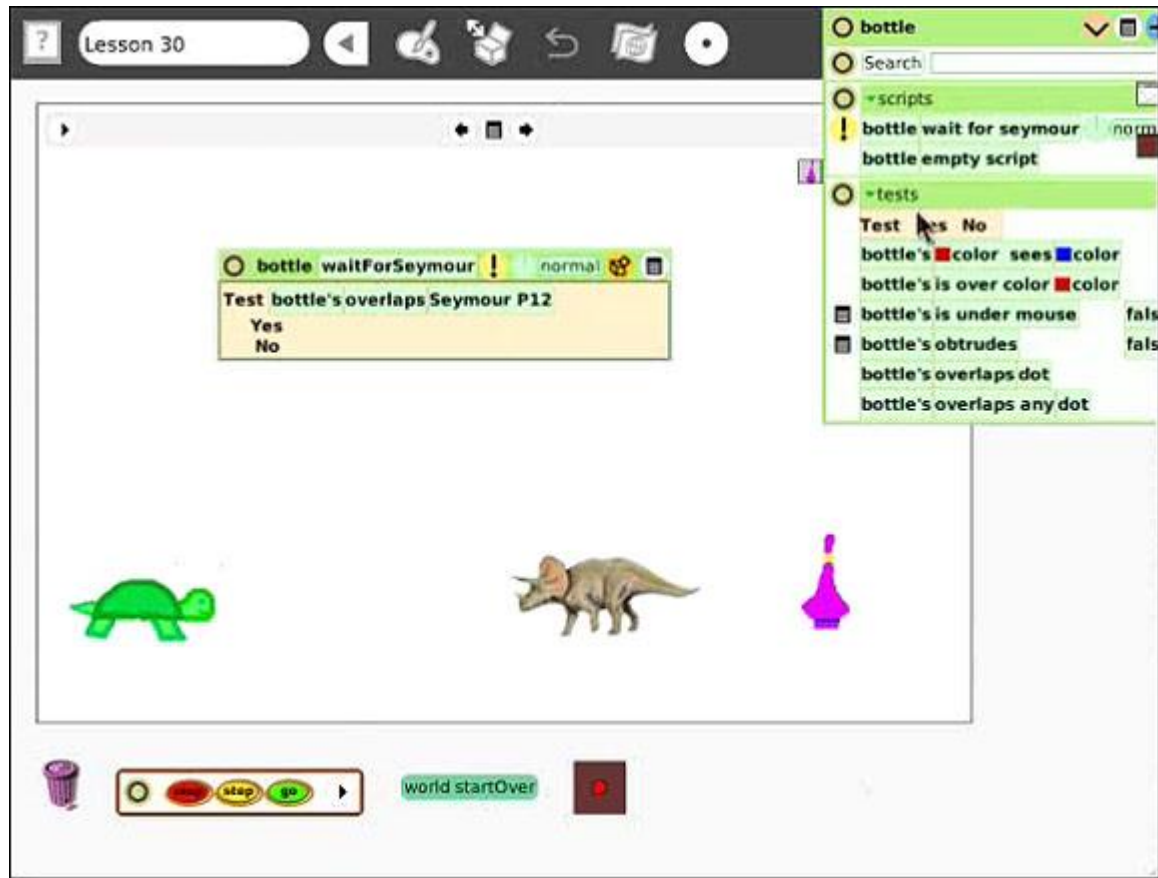 ?
Lesson 30
bottle
Search
scripts
bottle wait for seymour
bottle empty script
tests
Test Yes No
bottle's color sees color
bottle's is over color color
bottle's is under mouse
bottle's obtrudes
bottle's overlaps dot
bottle's overlaps any dot
bottle waitForSeymour ! normal
Test bottle's overlaps Seymour P12
Yes
No
step go
world startOver